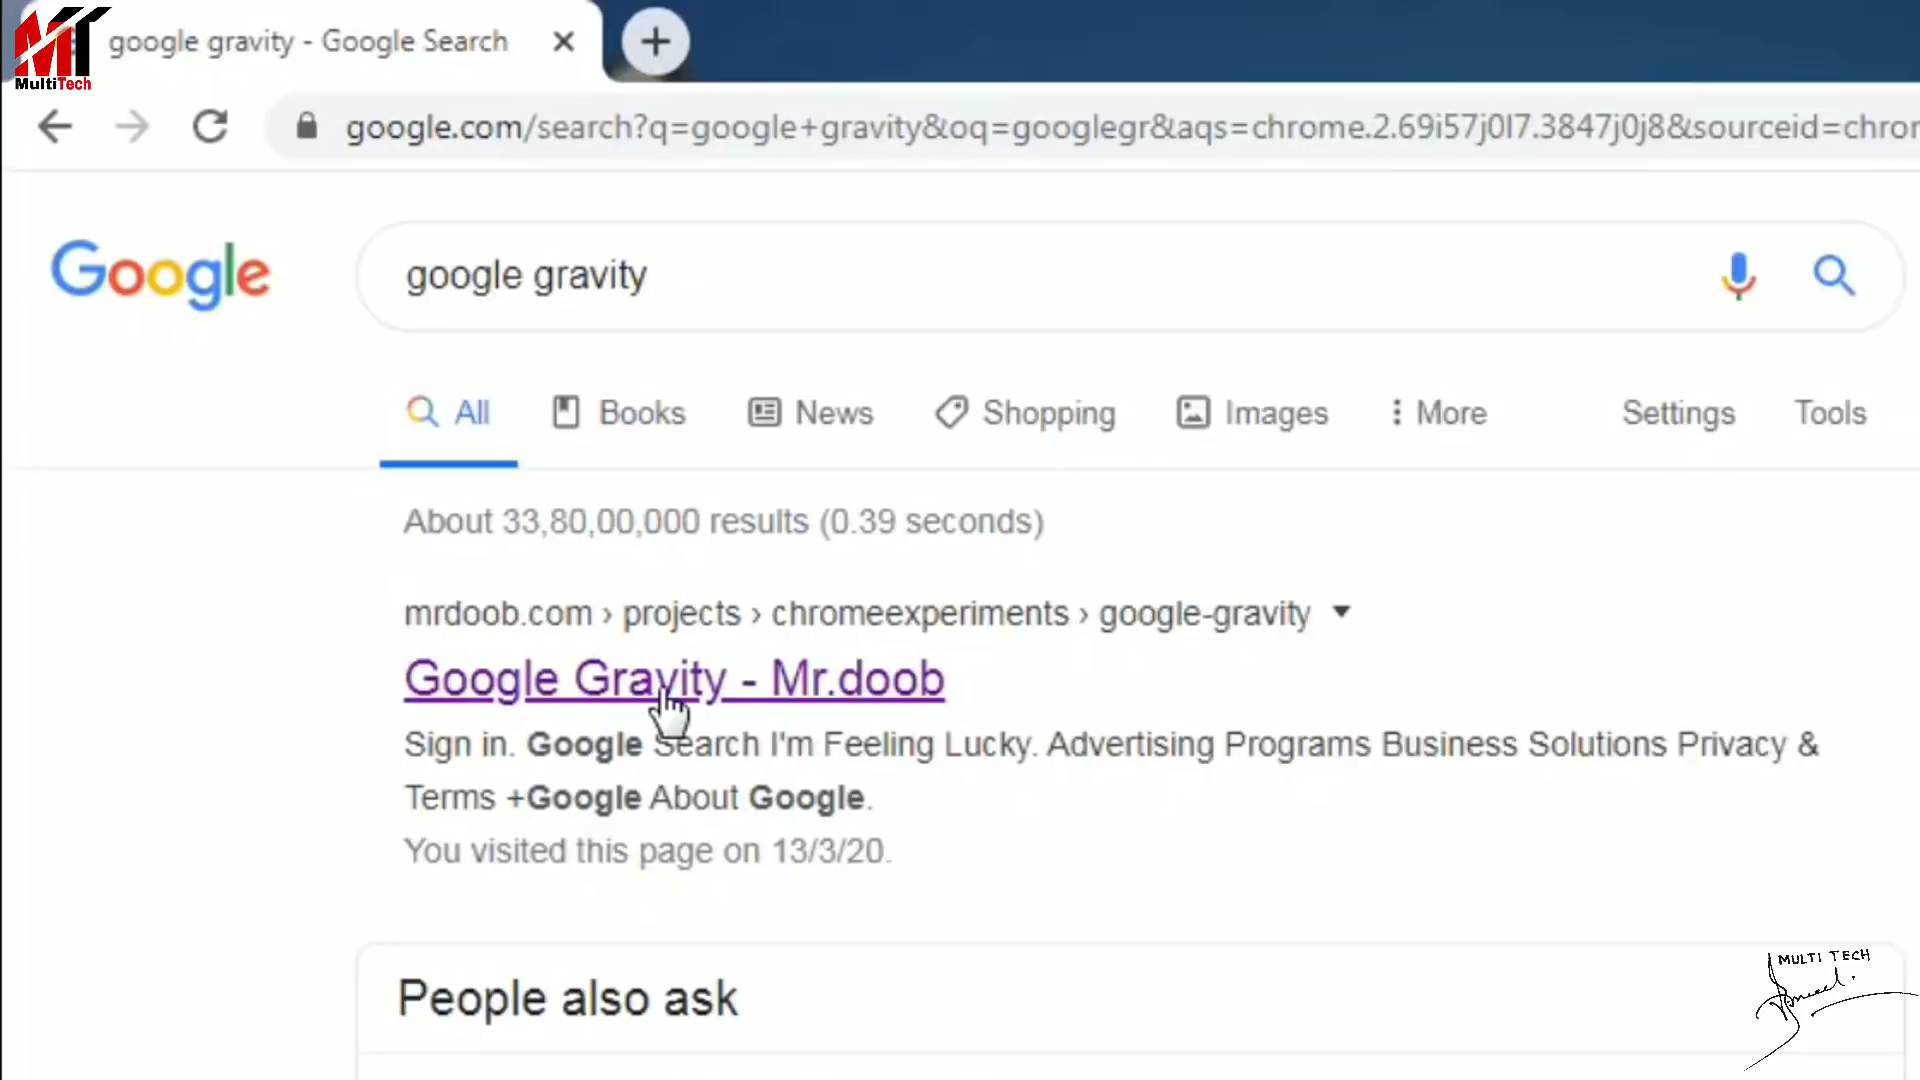 MT
MultiTech
google gravity - Google Search
google.com/search?q=google+gravity&oq=googlegr&aqs=chrome.2.69i57j0l7.3847j0j8&sourceid=chro
Google
google gravity
All Books News Shopping Images More Settings Tools
About 33,80,00,000 results (0.39 seconds)
mrdoob.com › projects › chromeexperiments › google-gravity
Google Gravity - Mr.doob
Sign in. Google Search I'm Feeling Lucky. Advertising Programs Business Solutions Privacy &
Terms +Google About Google.
You visited this page on 13/3/20.
People also ask
MULTI TECH